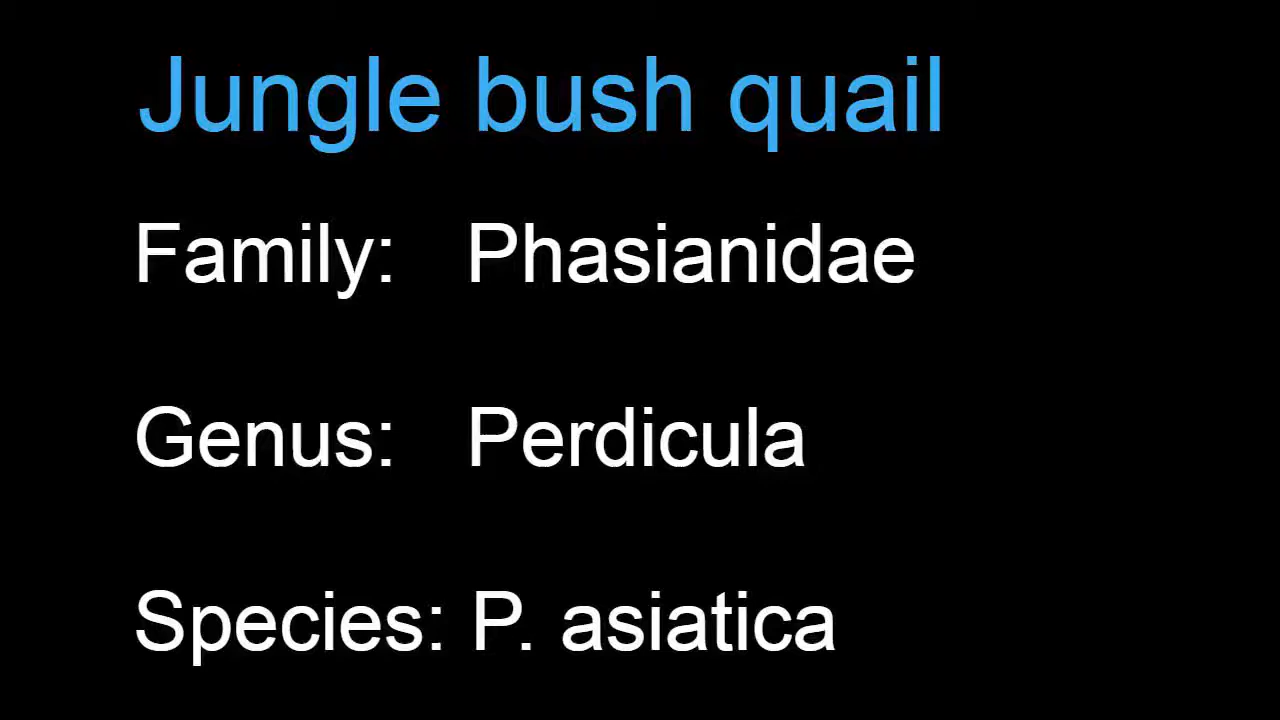 Jungle bush quail
Family: Phasianidae
Genus: Perdicula
Species: P. asiatica